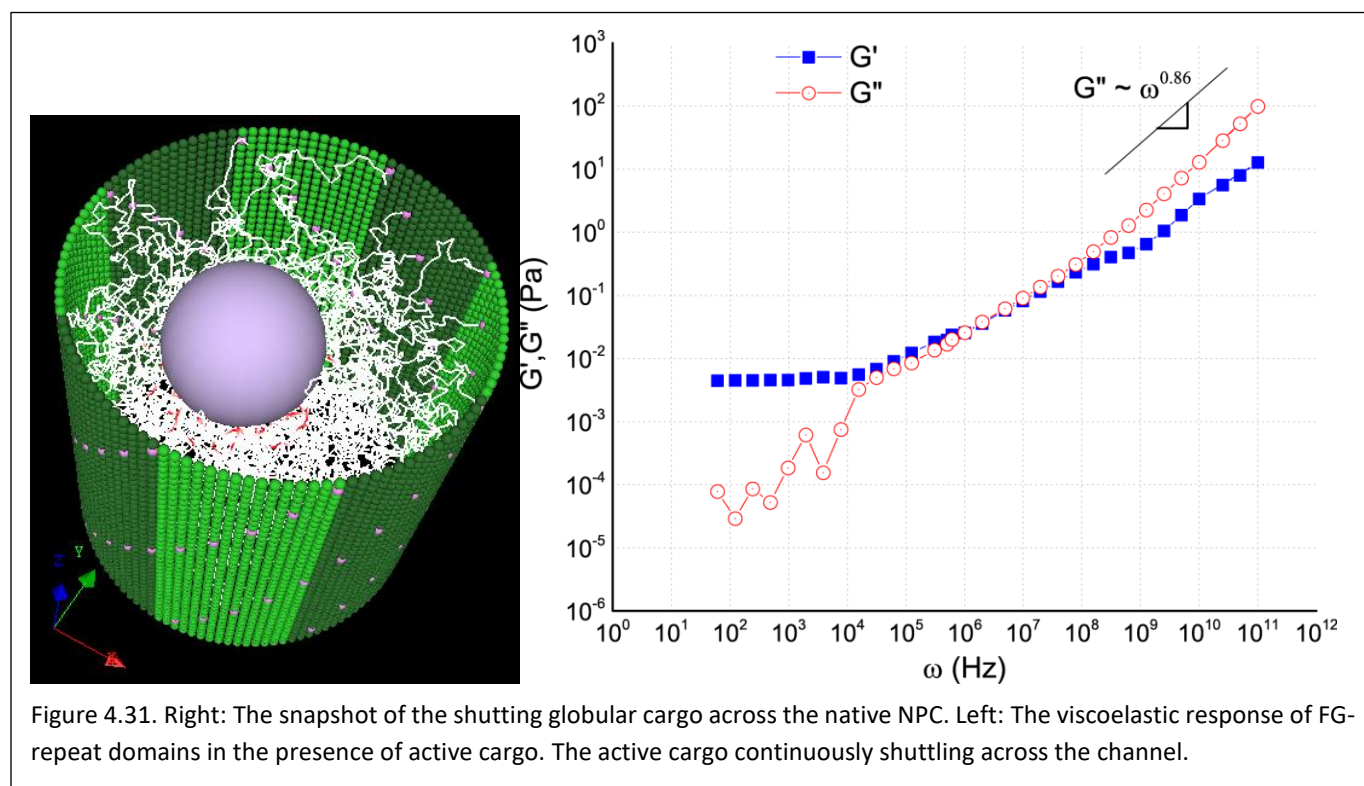 10³
10²
10¹
10⁰
10⁻¹
10⁻²
10⁻³
10⁻⁴
10⁻⁵
10⁻⁶
G',G'' (Pa)
G'
G''
G'' ~ ω^0.86
10⁰ 10¹ 10² 10³ 10⁴ 10⁵ 10⁶ 10⁷ 10⁸ 10⁹ 10¹⁰ 10¹¹ 10¹²
ω (Hz)
Z
Y
X
Figure 4.31. Right: The snapshot of the shutting globular cargo across the native NPC. Left: The viscoelastic response of FG-
repeat domains in the presence of active cargo. The active cargo continuously shuttling across the channel.